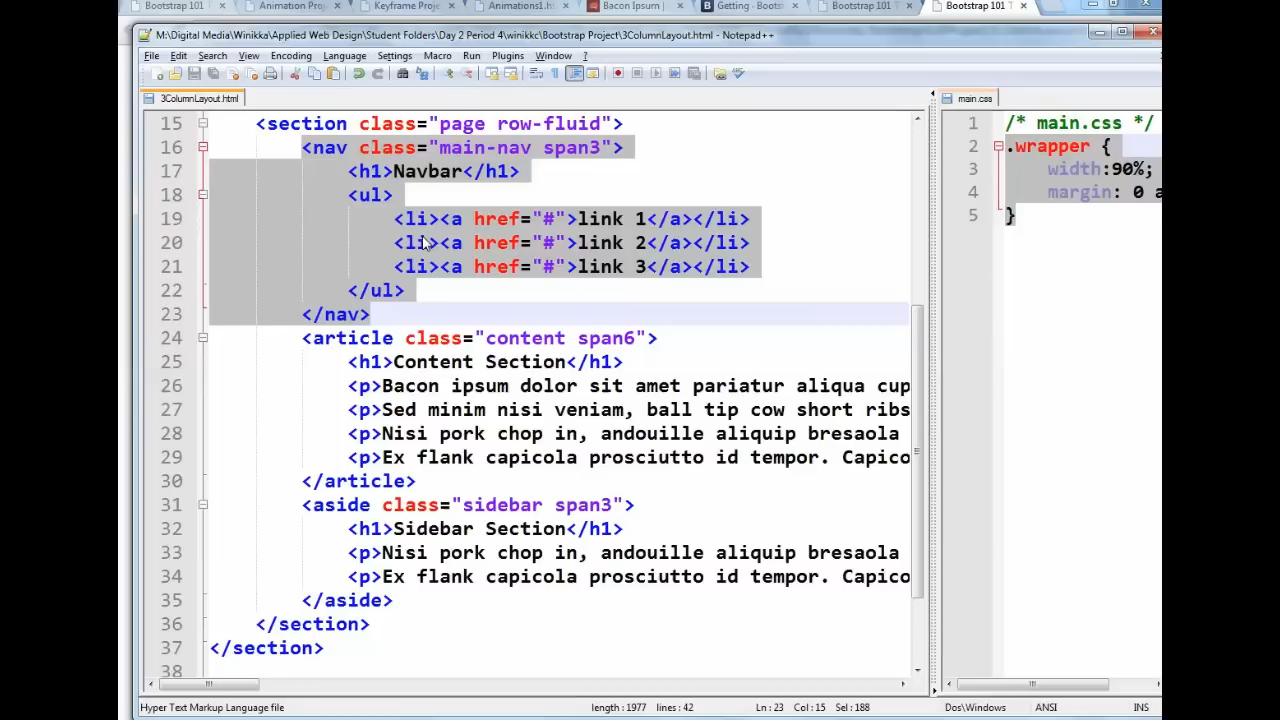 Bootstrap 101 Animation Proj Keyframe Proje Animations1.h Bacon Ipsum | Getting · Boots Bootstrap 101 Bootstrap 101 T
M:\Digital Media\Winikka\Applied Web Design\Student Folders\Day 2 Period 4\winikkc\Bootstrap Project\3ColumnLayout.html - Notepad++
File Edit Search View Encoding Language Settings Macro Run Plugins Window ?
3ColumnLayout.html
15 <section class="page row-fluid">
16 <nav class="main-nav span3">
17 <h1>Navbar</h1>
18 <ul>
19 <li><a href="#">link 1</a></li>
20 <li><a href="#">link 2</a></li>
21 <li><a href="#">link 3</a></li>
22 </ul>
23 </nav>
24 <article class="content span6">
25 <h1>Content Section</h1>
26 <p>Bacon ipsum dolor sit amet pariatur aliqua cup
27 <p>Sed minim nisi veniam, ball tip cow short ribs
28 <p>Nisi pork chop in, andouille aliquip bresaola
29 <p>Ex flank capicola prosciutto id tempor. Capico
30 </article>
31 <aside class="sidebar span3">
32 <h1>Sidebar Section</h1>
33 <p>Nisi pork chop in, andouille aliquip bresaola
34 <p>Ex flank capicola prosciutto id tempor. Capico
35 </aside>
36 </section>
37 </section>
38
main.css
1 /* main.css */
2 .wrapper {
3 width:90%;
4 margin: 0 a
5 }
Hyper Text Markup Language file length : 1977 lines : 42 Ln : 23 Col : 15 Sel : 188 Dos\Windows ANSI INS